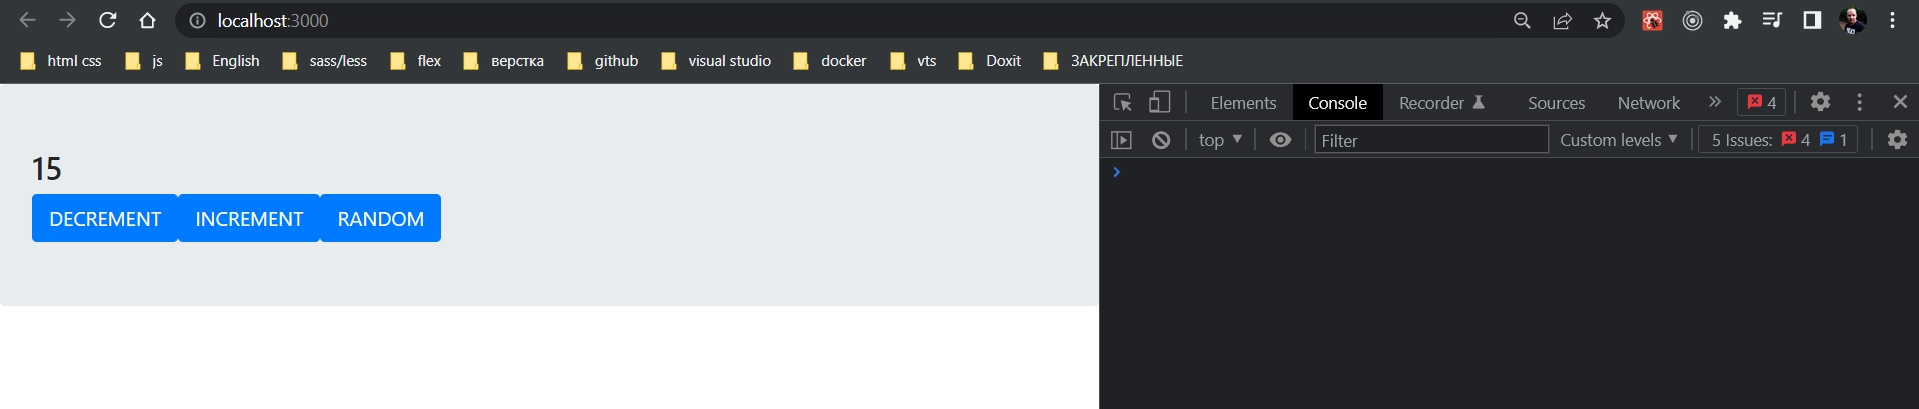 localhost:3000
html css js English sass/less flex верстка github visual studio docker vts Doxit ЗАКРЕПЛЕННЫЕ
Elements Console Recorder Sources Network 4
top Filter Custom levels 5 Issues: 4 1
15
DECREMENT INCREMENT RANDOM